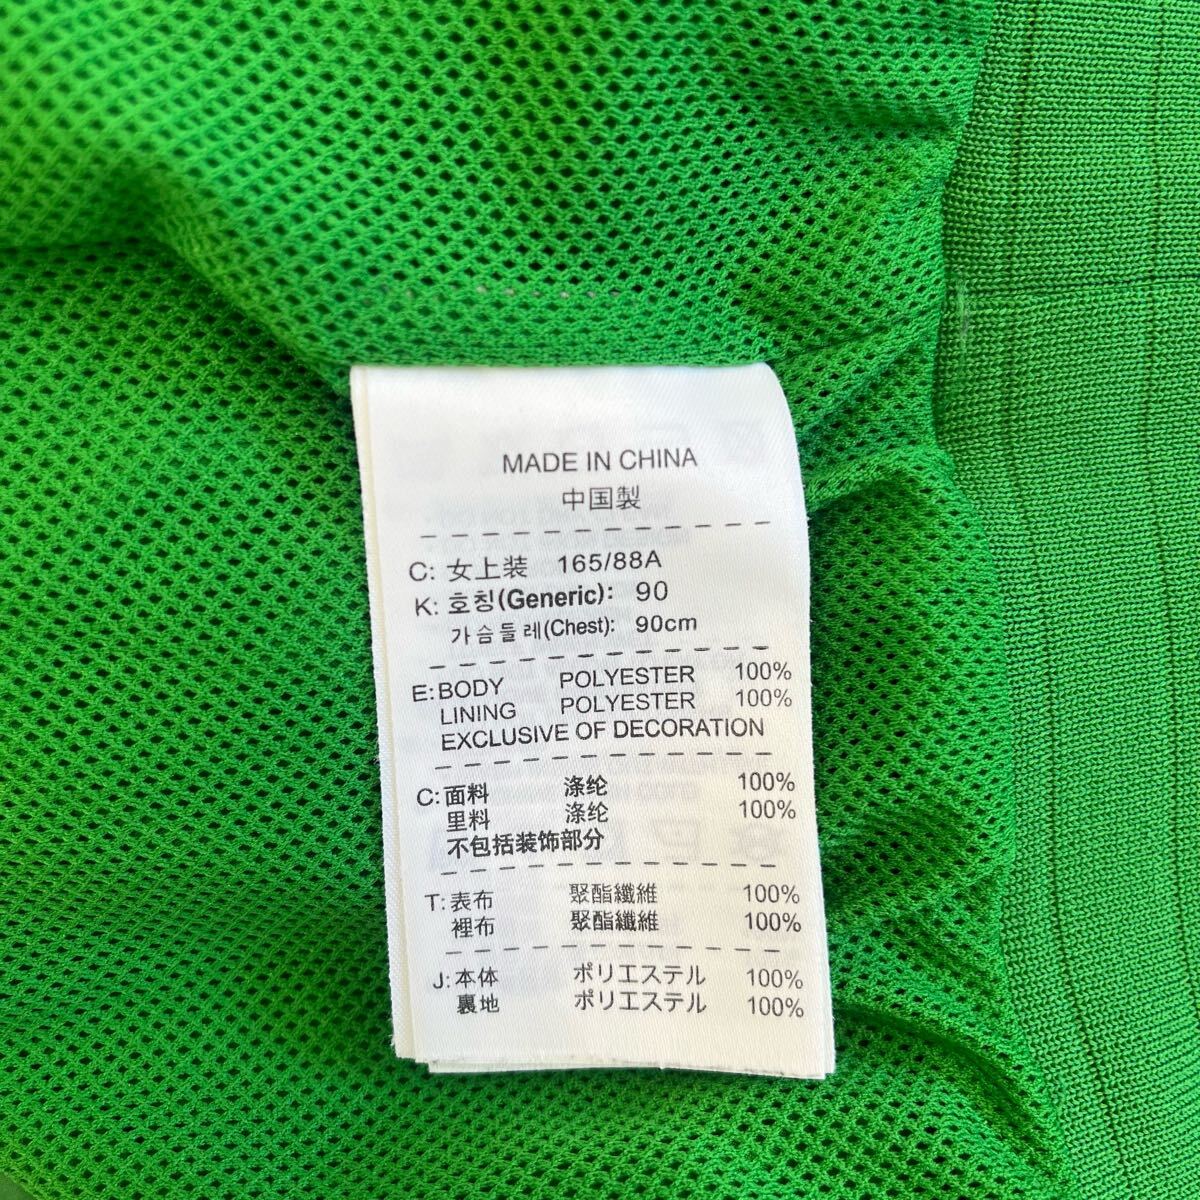 MADE IN CHINA
中国製
C: 女上装 165/88A
K: 호칭(Generic): 90
가슴둘레(Chest): 90cm
E: BODY POLYESTER 100%
LINING POLYESTER 100%
EXCLUSIVE OF DECORATION
C: 面料 涤纶 100%
里料 涤纶 100%
不包括装饰部分
T: 表布 聚酯纖維 100%
裡布 聚酯纖維 100%
J: 本体 ポリエステル 100%
裏地 ポリエステル 100%